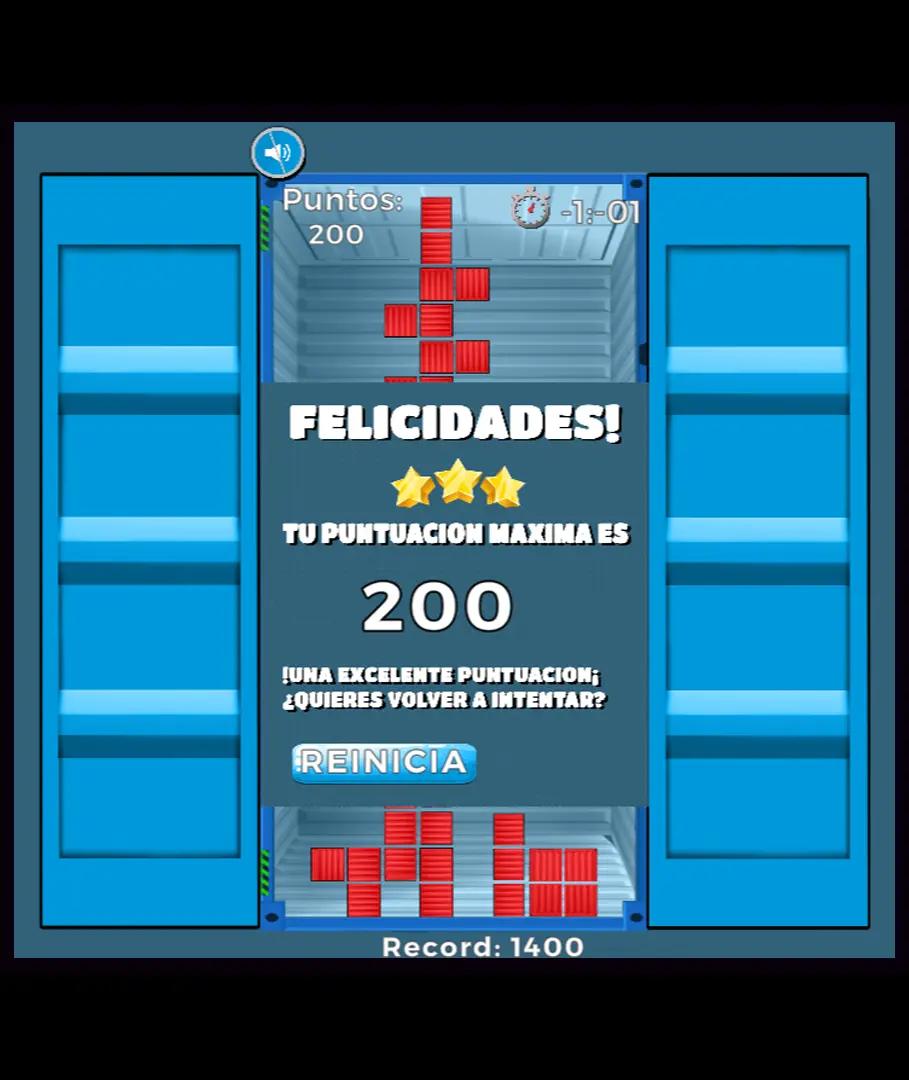 Puntos:
200
-1:-01
FELICIDADES!
TU PUNTUACION MAXIMA ES
200
!UNA EXCELENTE PUNTUACION¡
¿QUIERES VOLVER A INTENTAR?
REINICIA
Record: 1400